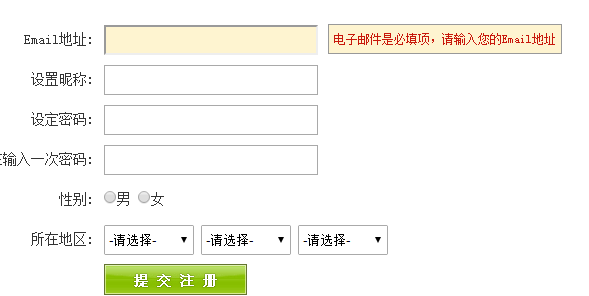 Email地址: 电子邮件是必填项，请输入您的Email地址
设置昵称:
设定密码:
输入一次密码:
性别: 男 女
所在地区: -请选择- -请选择- -请选择-
提 交 注 册